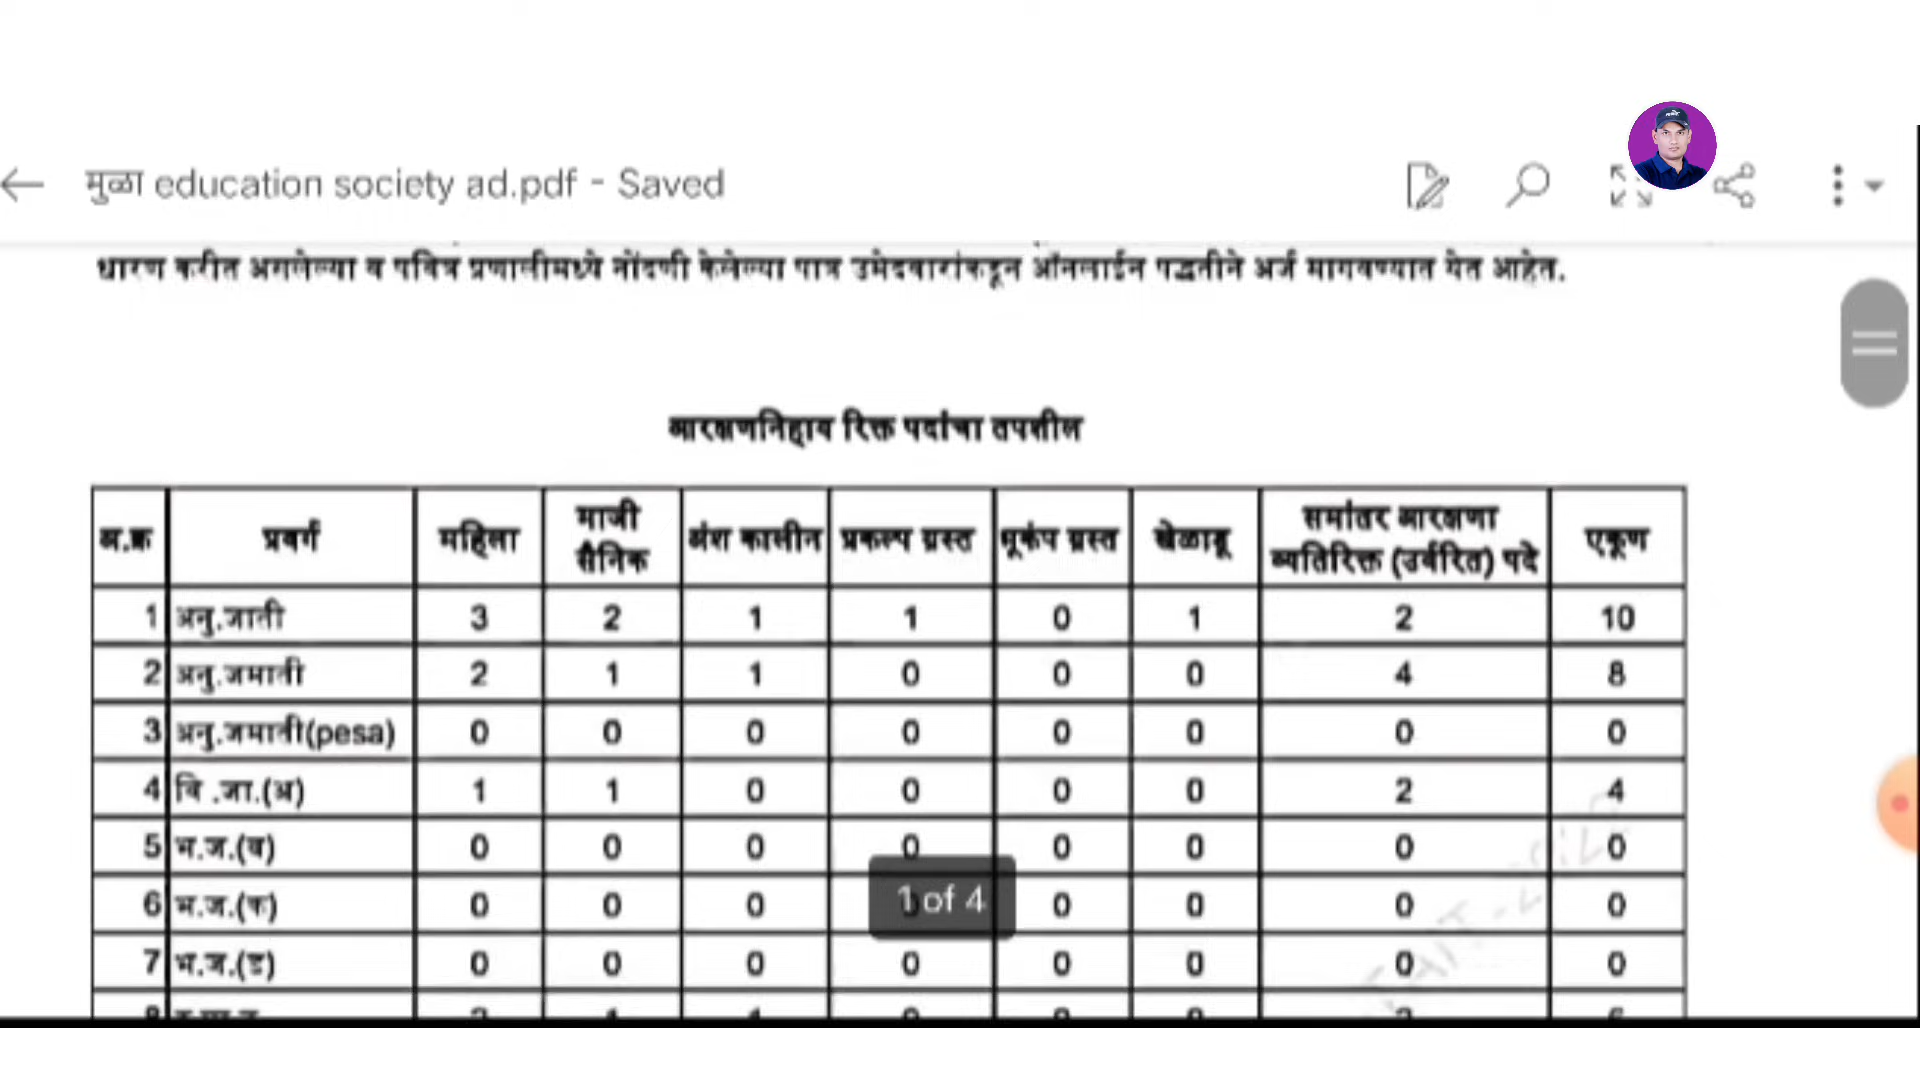 मुळा education society ad.pdf - Saved
धारण करीत असलेल्या व पवित्र प्रणालीमध्ये नोंदणी केलेल्या पात्र उमेदवारांकडून ऑनलाईन पद्धतीने अर्ज मागवण्यात येत आहेत.
आरक्षणनिहाय रिक्त पदांचा तपशील
अ.क्र प्रवर्ग महिला माजी सैनिक अंश कालीन प्रकल्प ग्रस्त भूकंप ग्रस्त खेळाडू समांतर आरक्षणा व्यतिरिक्त (उर्वरित) पदे एकूण
1 अनु.जाती 3 2 1 1 0 1 2 10
2 अनु.जमाती 2 1 1 0 0 0 4 8
3 अनु.जमाती(pesa) 0 0 0 0 0 0 0 0
4 वि .जा.(अ) 1 1 0 0 0 0 2 4
5 भ.ज.(ब) 0 0 0 0 0 0 0 0
6 भ.ज.(क) 0 0 0 0 0 0 0
7 भ.ज.(ड) 0 0 0 0 0 0 0 0
1 of 4